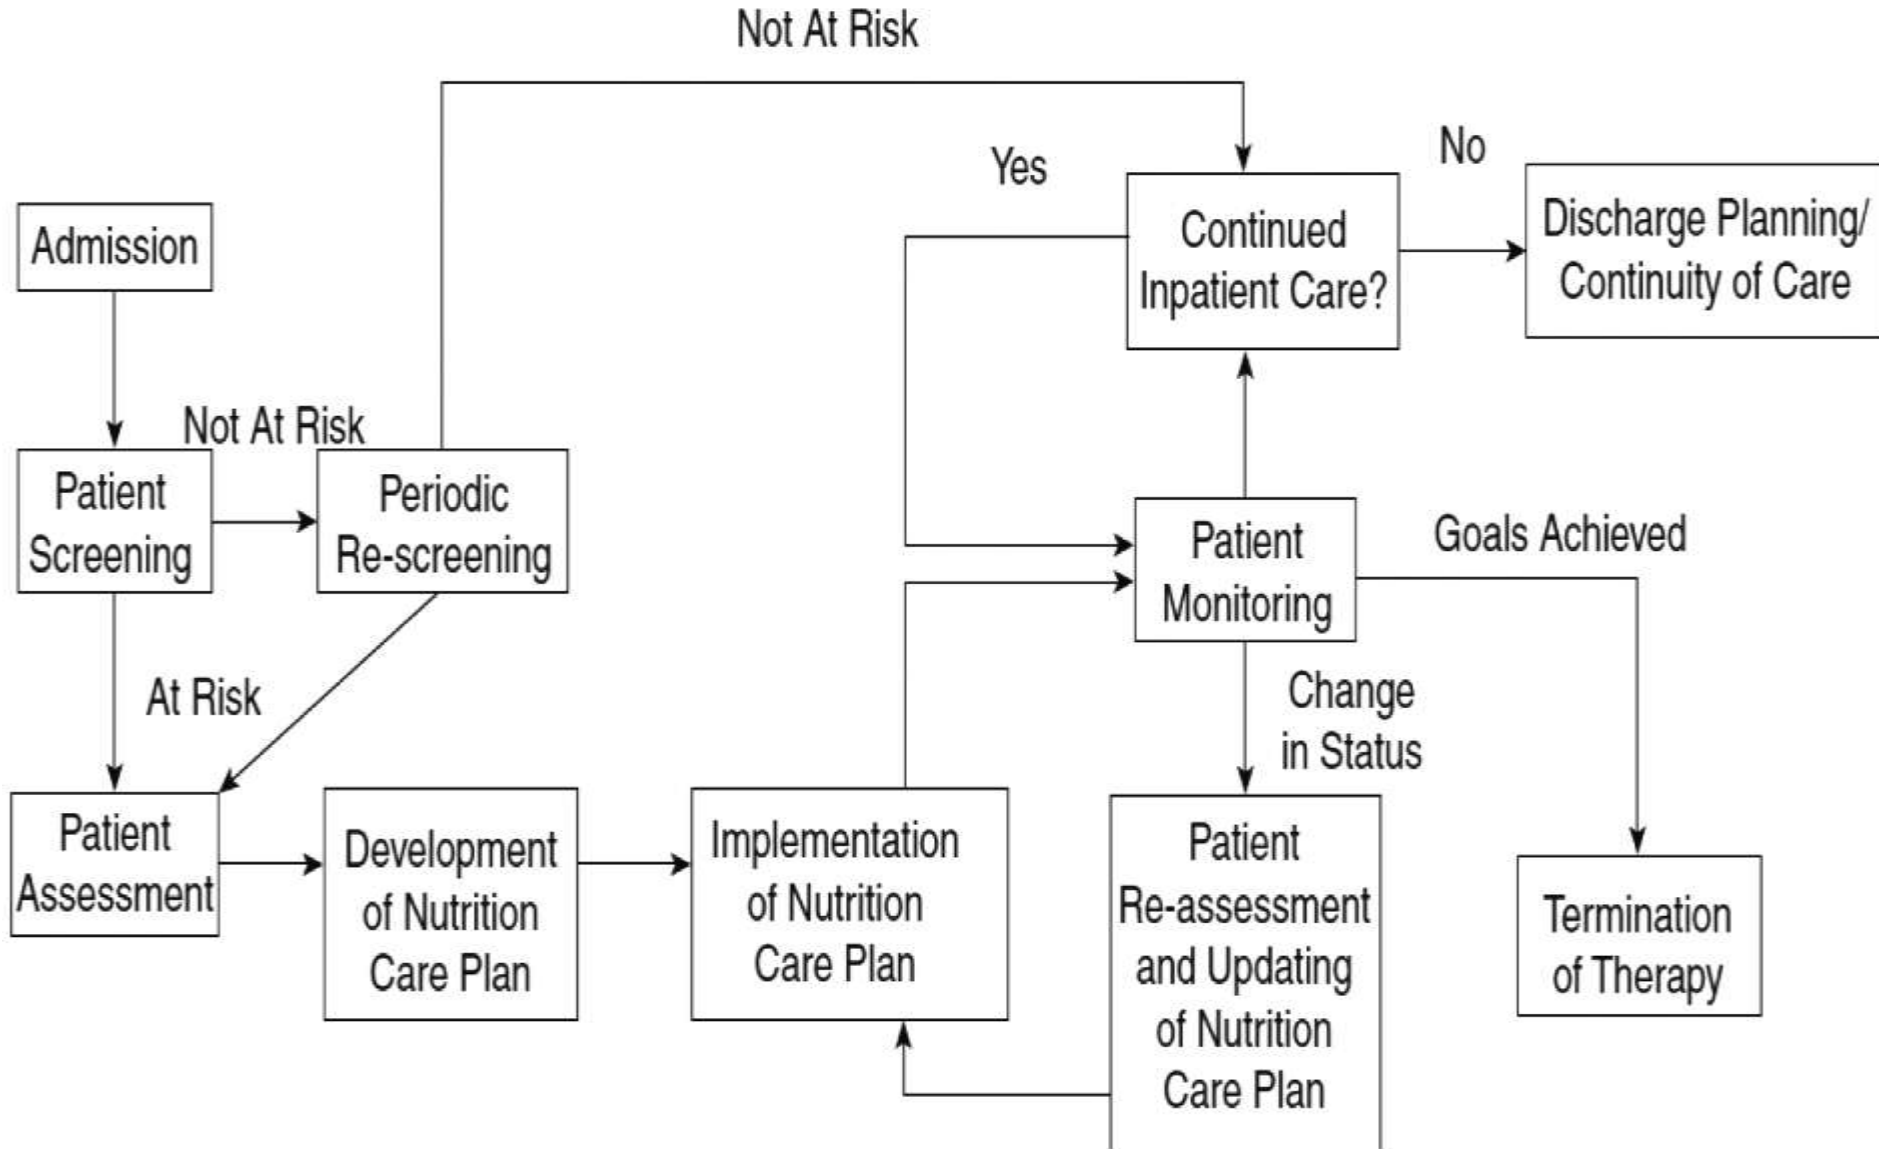 Not At Risk
Yes
No
Admission
Continued
Inpatient Care?
Discharge Planning/
Continuity of Care
Not At Risk
Patient
Screening
Periodic
Re-screening
Patient
Monitoring
Goals Achieved
At Risk
Change
in Status
Patient
Assessment
Development
of Nutrition
Care Plan
Implementation
of Nutrition
Care Plan
Patient
Re-assessment
and Updating
of Nutrition
Care Plan
Termination
of Therapy